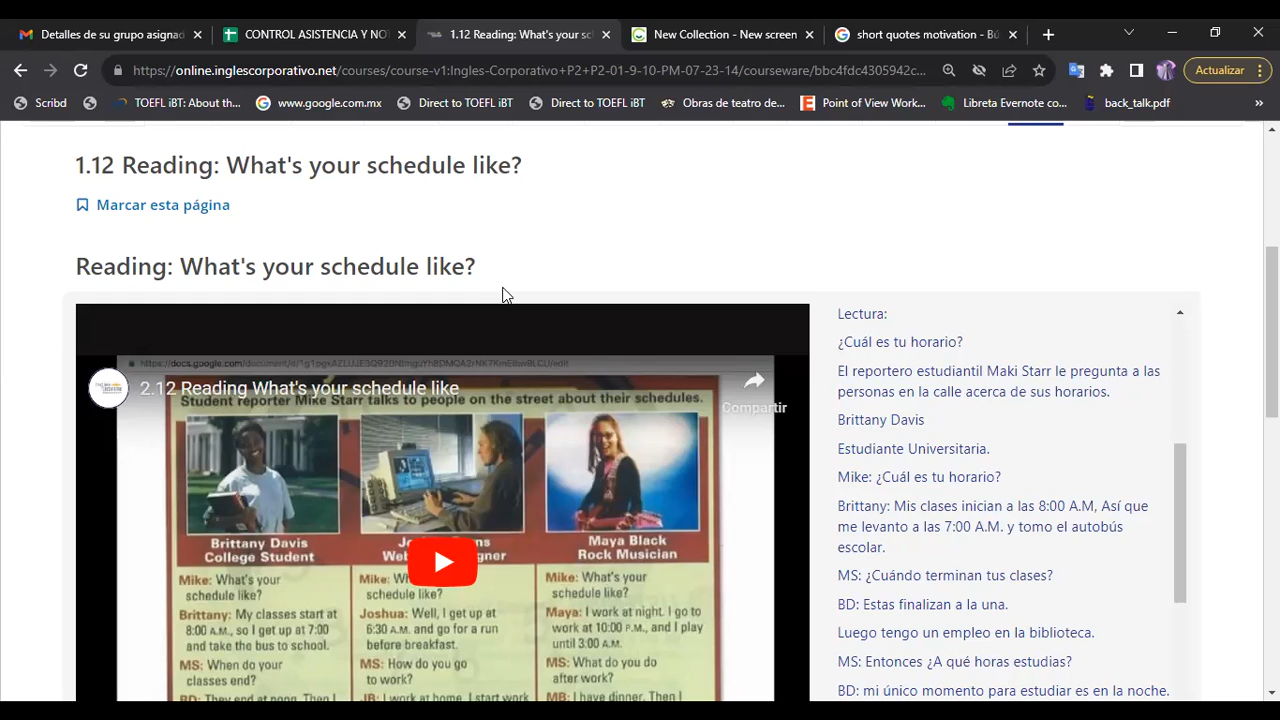 Detalles de su grupo asignad
CONTROL ASISTENCIA Y NOT
1.12 Reading: What's your sc
New Collection - New screen
short quotes motivation - Bú
https://online.inglescorporativo.net/courses/course-v1:Ingles-Corporativo+P2+P2-01-9-10-PM-07-23-14/courseware/bbc4fdc4305942c...
Actualizar
Scribd
TOEFL iBT: About th...
www.google.com.mx
Direct to TOEFL iBT
Direct to TOEFL iBT
Obras de teatro de...
Point of View Work...
Libreta Evernote co...
back_talk.pdf
»
1.12 Reading: What's your schedule like?
Marcar esta página
Reading: What's your schedule like?
2.12 Reading What's your schedule like
Compartir
Student reporter Mike Starr talks to people on the street about their schedules.
Brittany Davis
College Student
Maya Black
Rock Musician
Mike: What's your
schedule like?
Brittany: My classes start at
8:00 A.M., so I get up at 7:00
and take the bus to school.
MS: When do your
classes end?
BD: They end at noon. Then I
Mike:
schedule like?
Joshua: Well, I get up at
6:30 A.M. and go for a run
before breakfast.
MS: How do you go
to work?
JB: I work at home. I start work
Mike: What's your
schedule like?
Maya: I work at night. I go to
work at 10:00 P.M., and I play
until 3:00 A.M.
MS: What do you do
after work?
MB: I have dinner. Then I
Lectura:
¿Cuál es tu horario?
El reportero estudiantil Maki Starr le pregunta a las
personas en la calle acerca de sus horarios.
Brittany Davis
Estudiante Universitaria.
Mike: ¿Cuál es tu horario?
Brittany: Mis clases inician a las 8:00 A.M, Así que
me levanto a las 7:00 A.M. y tomo el autobús
escolar.
MS: ¿Cuándo terminan tus clases?
BD: Estas finalizan a la una.
Luego tengo un empleo en la biblioteca.
MS: Entonces ¿A qué horas estudias?
BD: mi único momento para estudiar es en la noche.